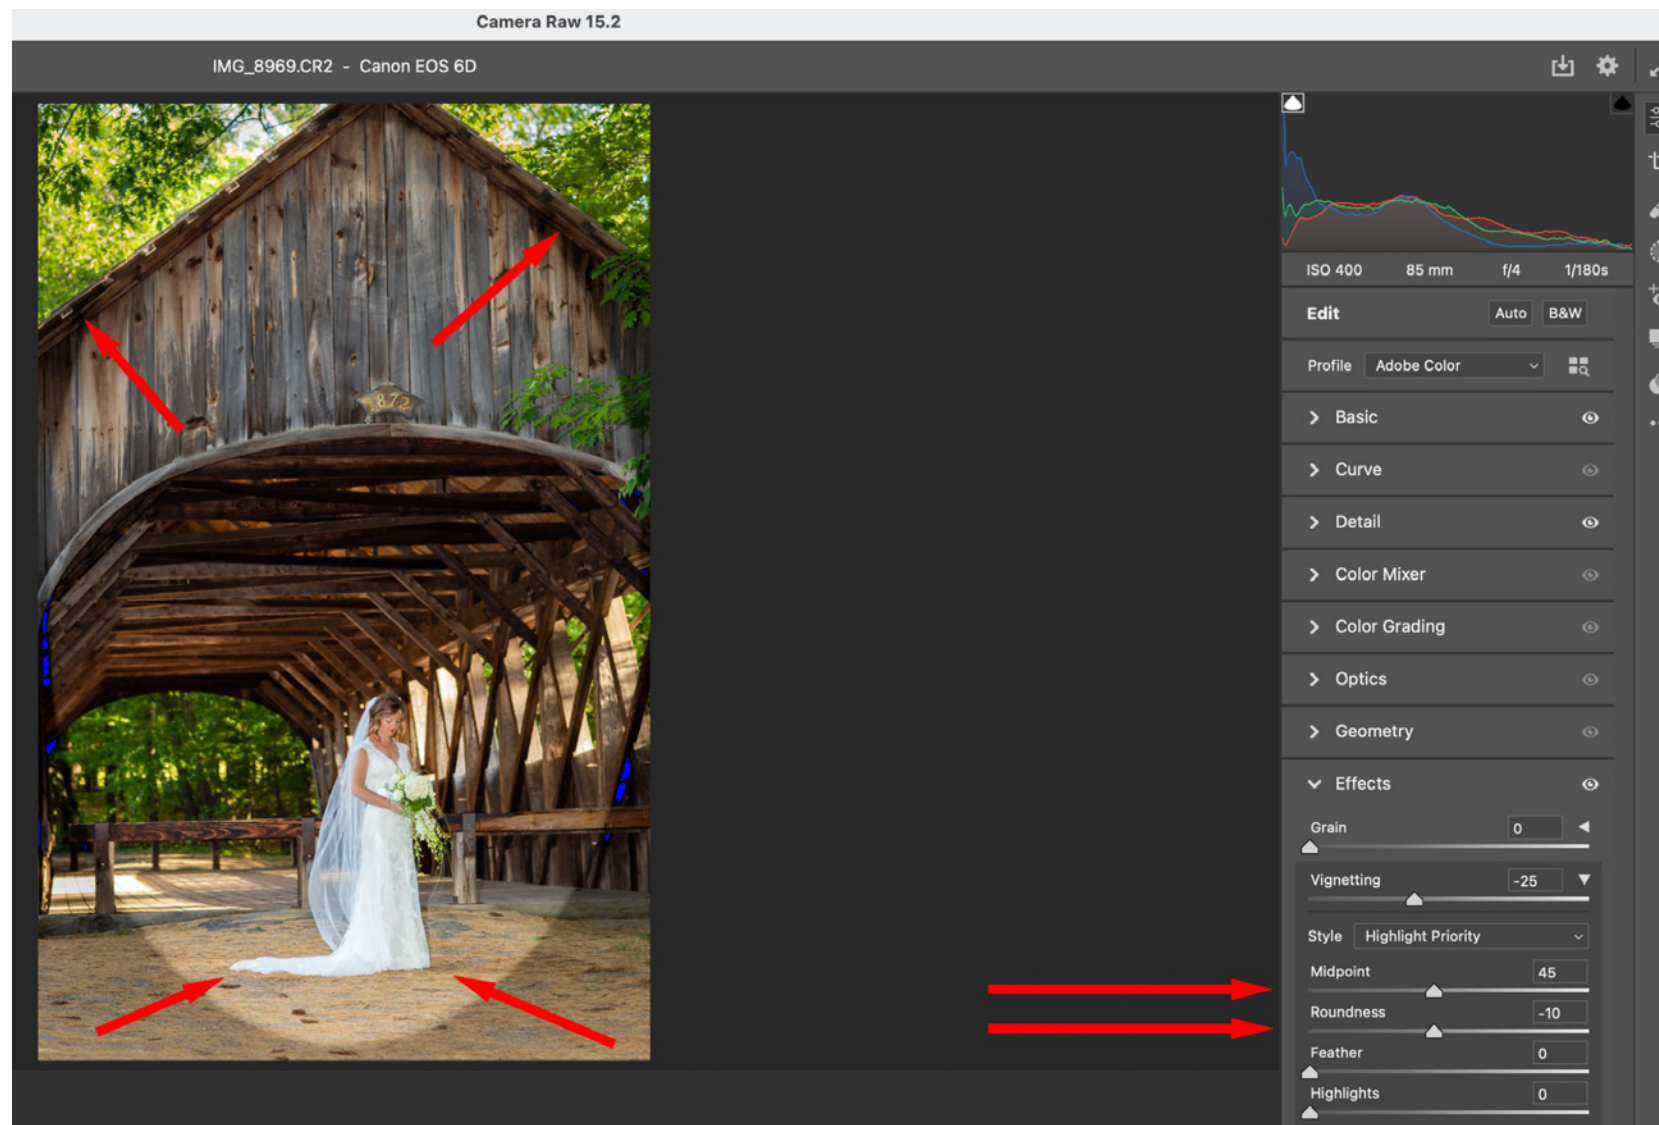 Camera Raw 15.2
IMG_8969.CR2 - Canon EOS 6D
ISO 400 85 mm f/4 1/180s
Edit Auto B&W
Profile Adobe Color
Basic
Curve
Detail
Color Mixer
Color Grading
Optics
Geometry
Effects
Grain 0
Vignetting -25
Style Highlight Priority
Midpoint 45
Roundness -10
Feather 0
Highlights 0
1872